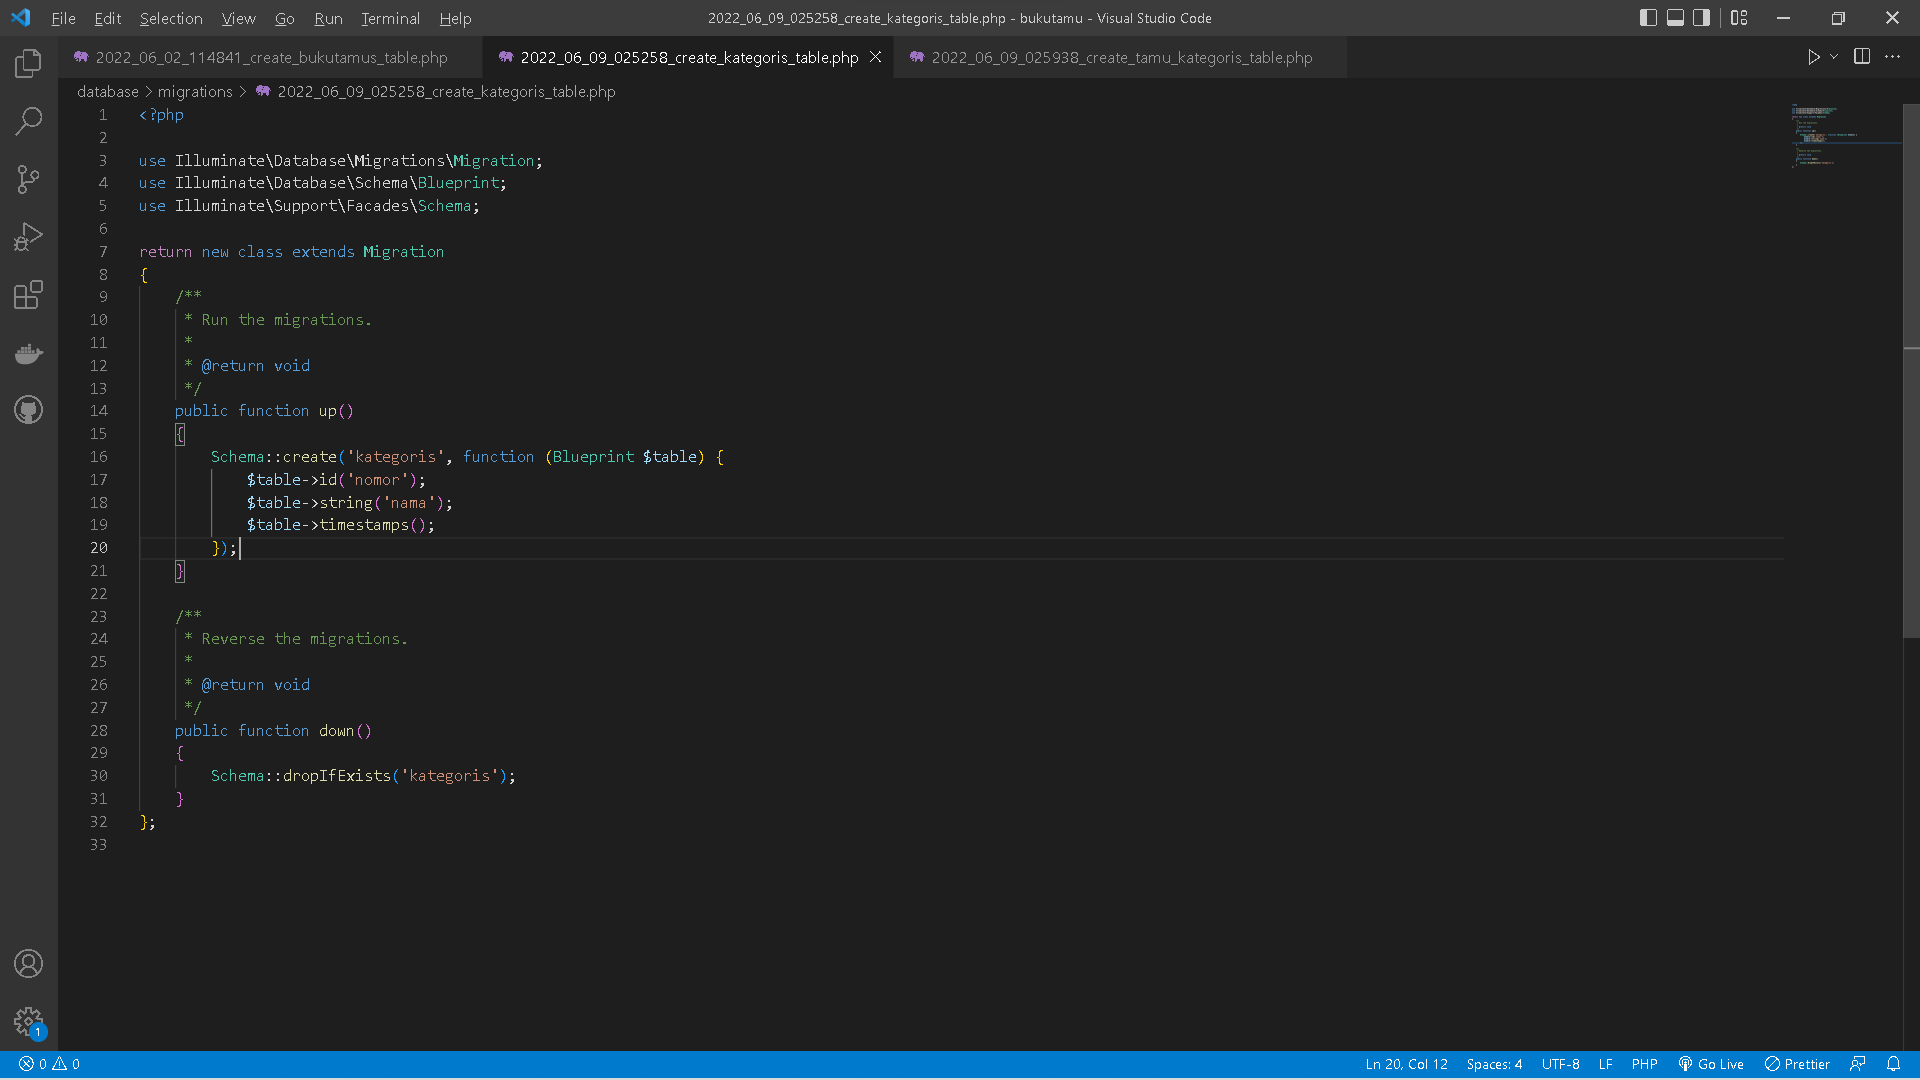 File Edit Selection View Go Run Terminal Help
2022_06_09_025258_create_kategoris_table.php - bukutamu - Visual Studio Code
2022_06_02_114841_create_bukutamus_table.php
2022_06_09_025258_create_kategoris_table.php
2022_06_09_025938_create_tamu_kategoris_table.php
database > migrations > 2022_06_09_025258_create_kategoris_table.php
1 <?php
2
3 use Illuminate\Database\Migrations\Migration;
4 use Illuminate\Database\Schema\Blueprint;
5 use Illuminate\Support\Facades\Schema;
6
7 return new class extends Migration
8 {
9 /**
10 * Run the migrations.
11 *
12 * @return void
13 */
14 public function up()
15 {
16 Schema::create('kategoris', function (Blueprint $table) {
17 $table->id('nomor');
18 $table->string('nama');
19 $table->timestamps();
20 });
21 }
22
23 /**
24 * Reverse the migrations.
25 *
26 * @return void
27 */
28 public function down()
29 {
30 Schema::dropIfExists('kategoris');
31 }
32 };
33
1
0 0 Ln 20, Col 12 Spaces: 4 UTF-8 LF PHP Go Live Prettier